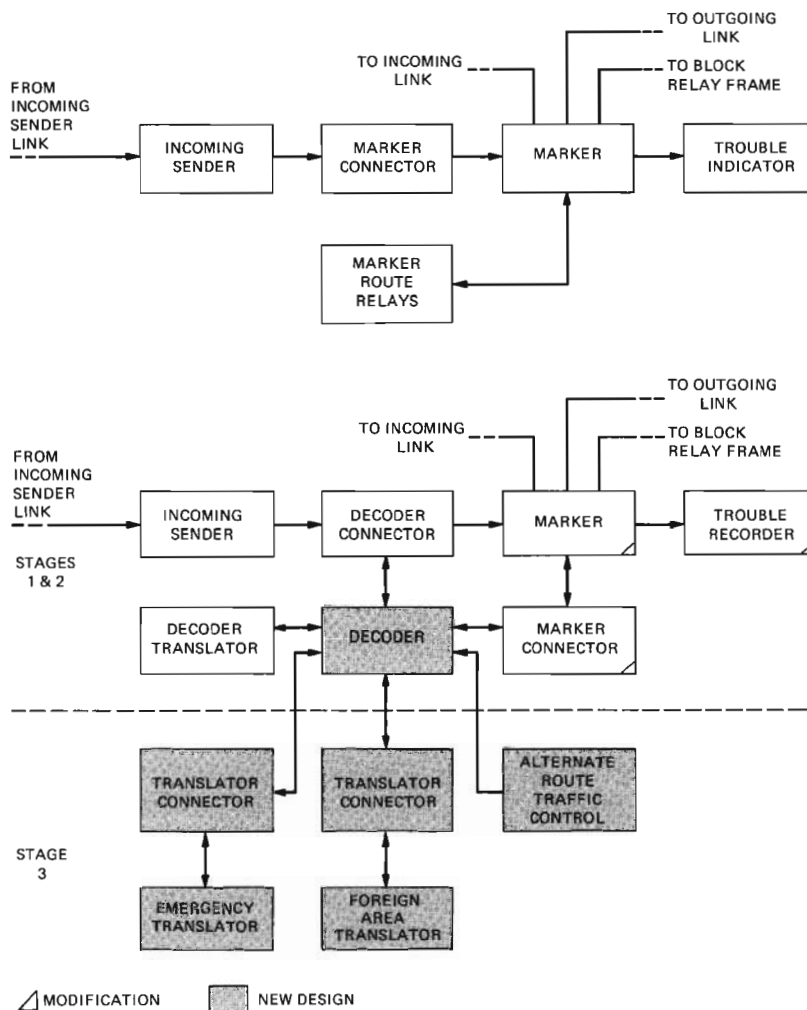 TO OUTGOING
LINK
TO INCOMING
LINK
TO BLOCK
RELAY FRAME
FROM
INCOMING
SENDER
LINK
INCOMING
SENDER
MARKER
CONNECTOR
MARKER
TROUBLE
INDICATOR
MARKER
ROUTE
RELAYS
TO OUTGOING
LINK
TO INCOMING
LINK
TO BLOCK
RELAY FRAME
FROM
INCOMING
SENDER
LINK
INCOMING
SENDER
DECODER
CONNECTOR
MARKER
TROUBLE
RECORDER
STAGES
1 & 2
DECODER
TRANSLATOR
DECODER
MARKER
CONNECTOR
TRANSLATOR
CONNECTOR
TRANSLATOR
CONNECTOR
ALTERNATE
ROUTE
TRAFFIC
CONTROL
STAGE
3
EMERGENCY
TRANSLATOR
FOREIGN
AREA
TRANSLATOR
MODIFICATION
NEW DESIGN